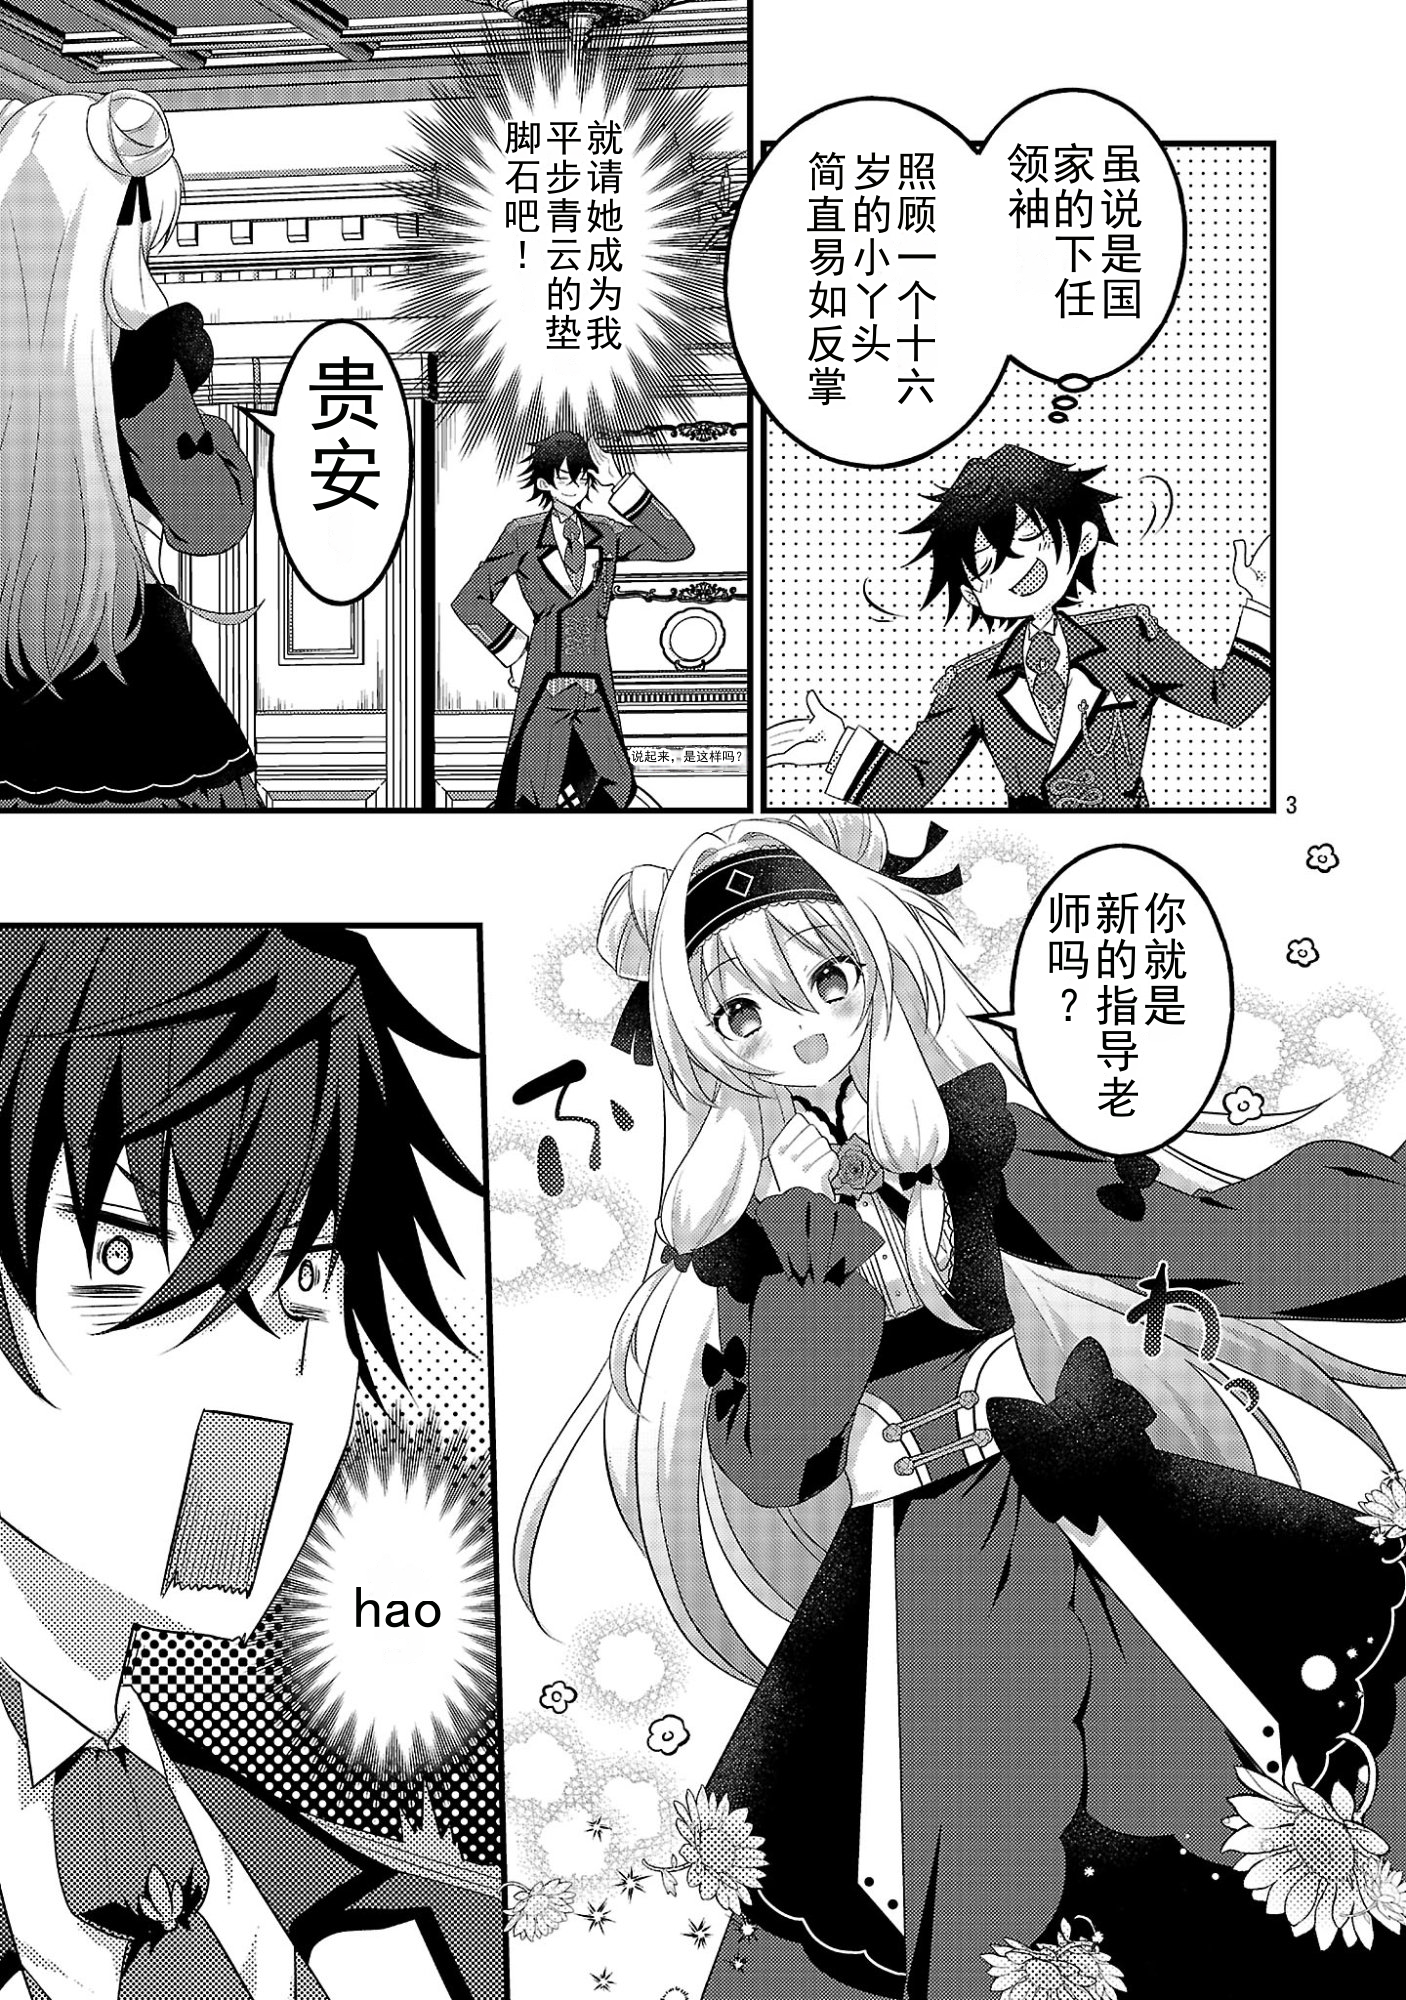 虽说是国
家的下任
领袖
照顾一个十六
岁的小丫头
简直易如反掌
就请她成为我
平步青云的垫
脚石吧！
贵安
说起来，是这样吗？
3
你就是
新的指导老
师吗？
ふ
わっ
hao